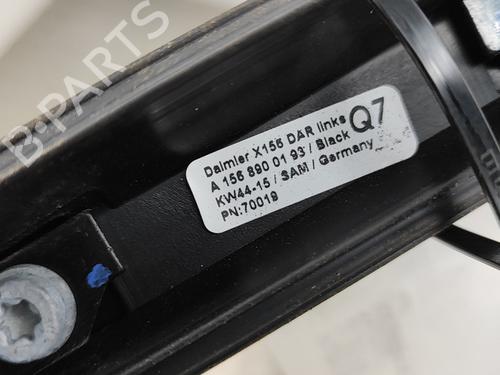 B-PARTS
Daimler X156 DAR links Q7
A 156 890 01 93 / Black
KW44-15 / SAM / Germany
PN:70019